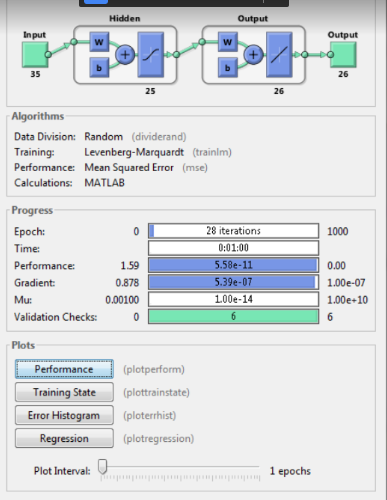 Hidden Output
Input Output
W W
+ +
b b
35 26
25 26
Algorithms
Data Division: Random (dividerand)
Training: Levenberg-Marquardt (trainlm)
Performance: Mean Squared Error (mse)
Calculations: MATLAB
Progress
Epoch: 0 28 iterations 1000
Time: 0:01:00
Performance: 1.59 5.58e-11 0.00
Gradient: 0.878 5.39e-07 1.00e-07
Mu: 0.00100 1.00e-14 1.00e+10
Validation Checks: 0 6 6
Plots
Performance (plotperform)
Training State (plottrainstate)
Error Histogram (ploterrhist)
Regression (plotregression)
Plot Interval: 1 epochs